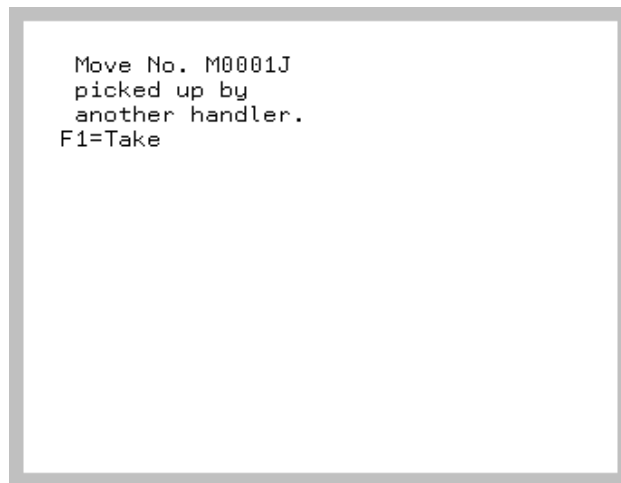 Move No. M0001J
picked up by
another handler.
F1=Take